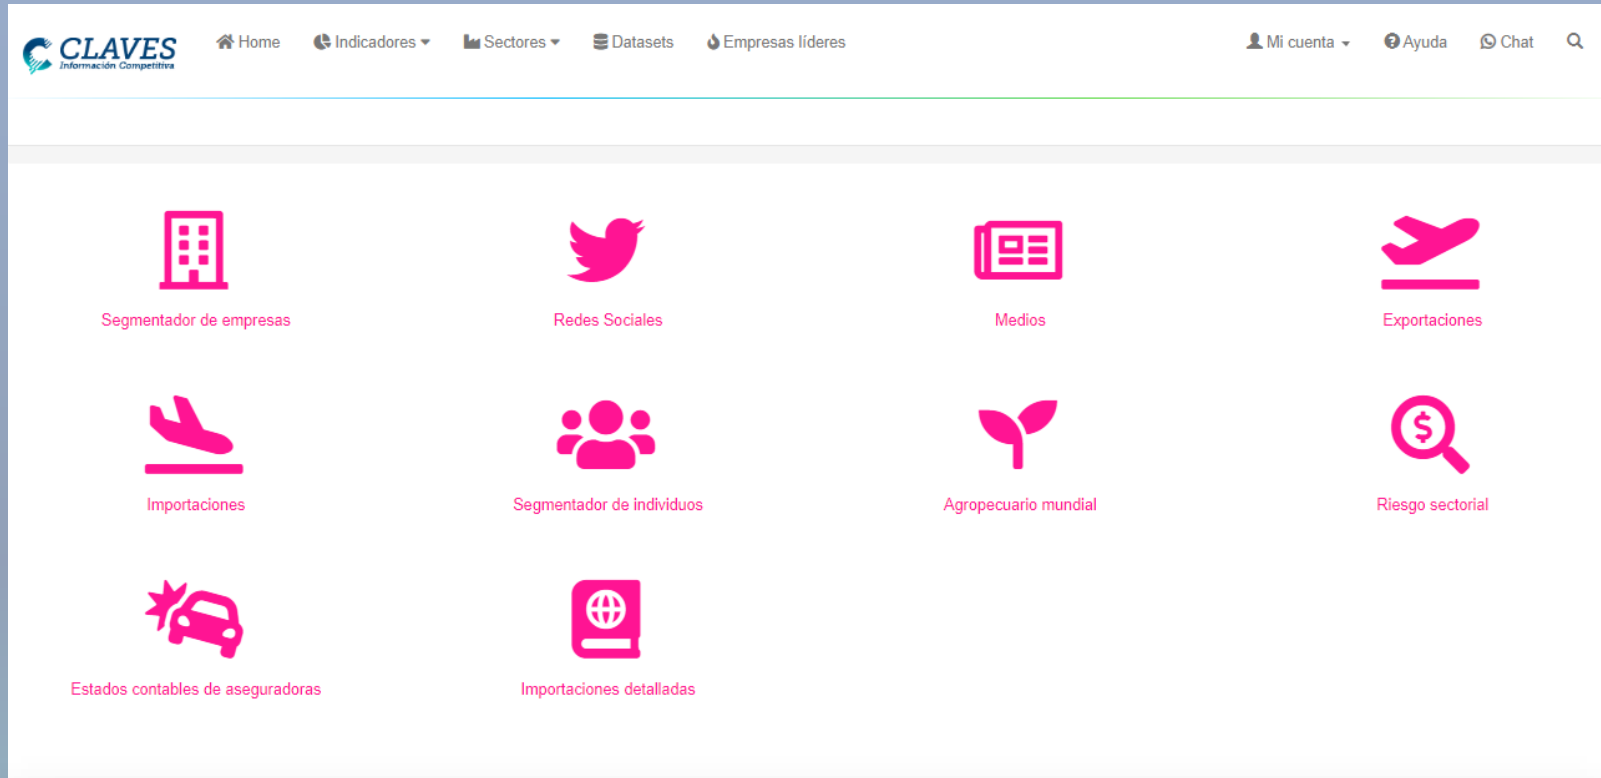 CLAVES
Información Competitiva
Home Indicadores Sectores Datasets Empresas líderes Mi cuenta Ayuda Chat
Segmentador de empresas Redes Sociales Medios Exportaciones
Importaciones Segmentador de individuos Agropecuario mundial Riesgo sectorial
Estados contables de aseguradoras Importaciones detalladas